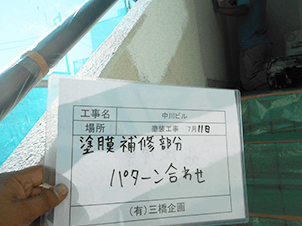 工事名 中川ビル
場所 塗装工事 7月11日
塗膜補修部分
パターン合わせ
(有)三橋企画